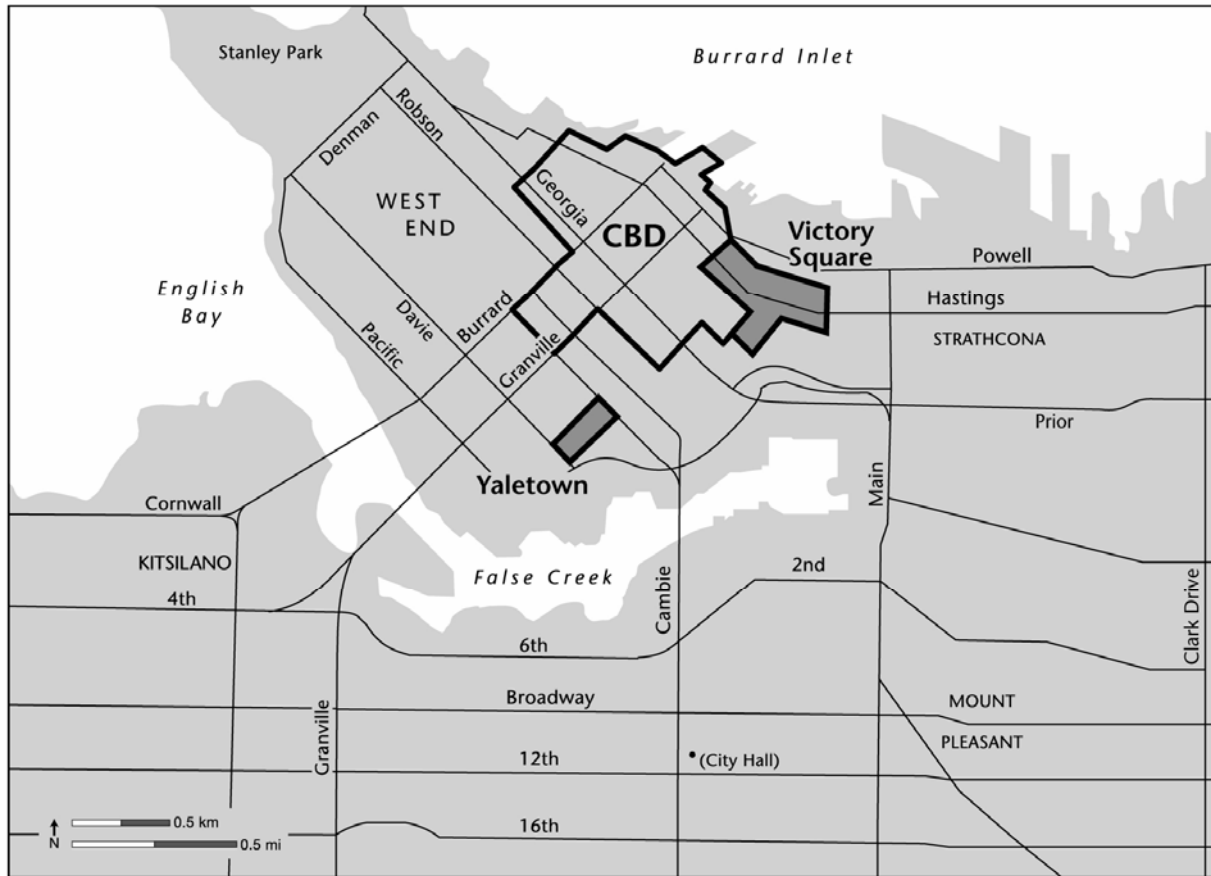 Stanley Park
Burrard Inlet
Robson
Denman
Georgia
WEST
END
CBD
Victory
Square
Powell
English
Bay
Hastings
Davie
Burrard
STRATHCONA
Pacific
Granville
Prior
Yaletown
Main
Cornwall
KITSILANO
False Creek
2nd
4th
Cambie
Clark Drive
6th
Broadway
MOUNT
Granville
PLEASANT
12th
(City Hall)
0.5 km
16th
N
0.5 mi